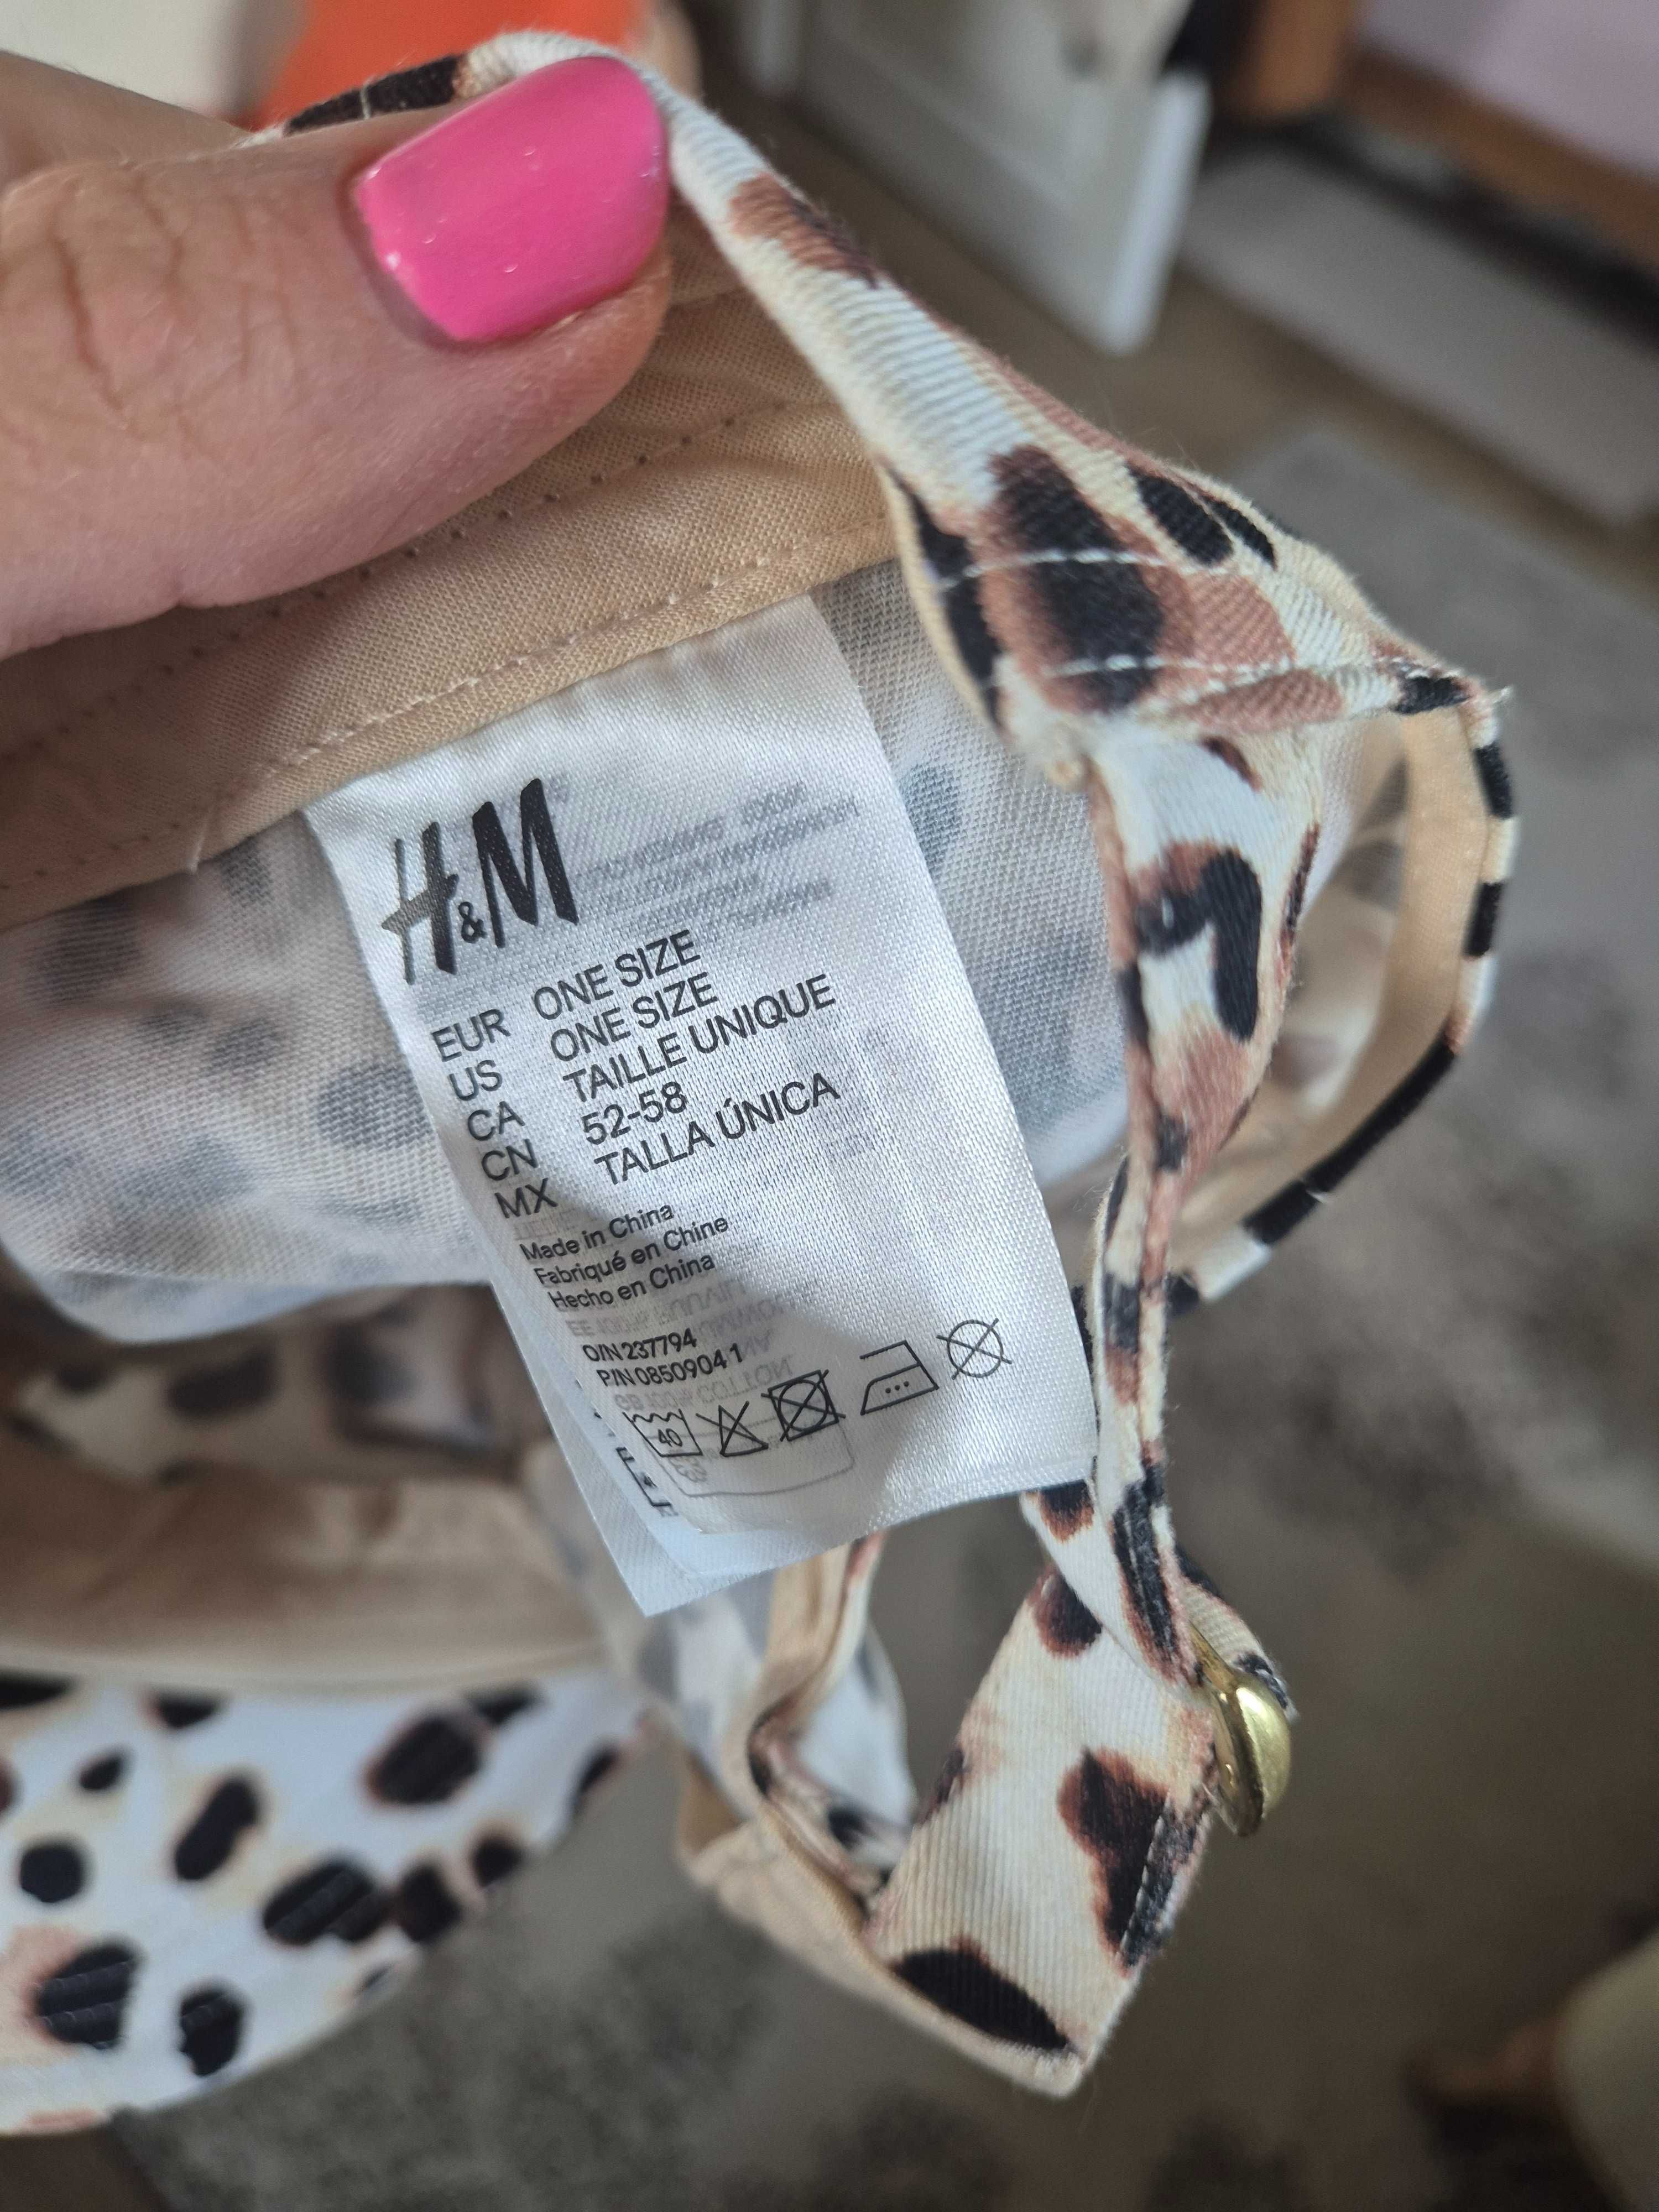 H&M
EUR ONE SIZE
US ONE SIZE
CA TAILLE UNIQUE
CN 52-58
MX TALLA ÚNICA
Made in China
Fabriqué en Chine
Hecho en China
O/N 237794
P/N 0850904 1
40